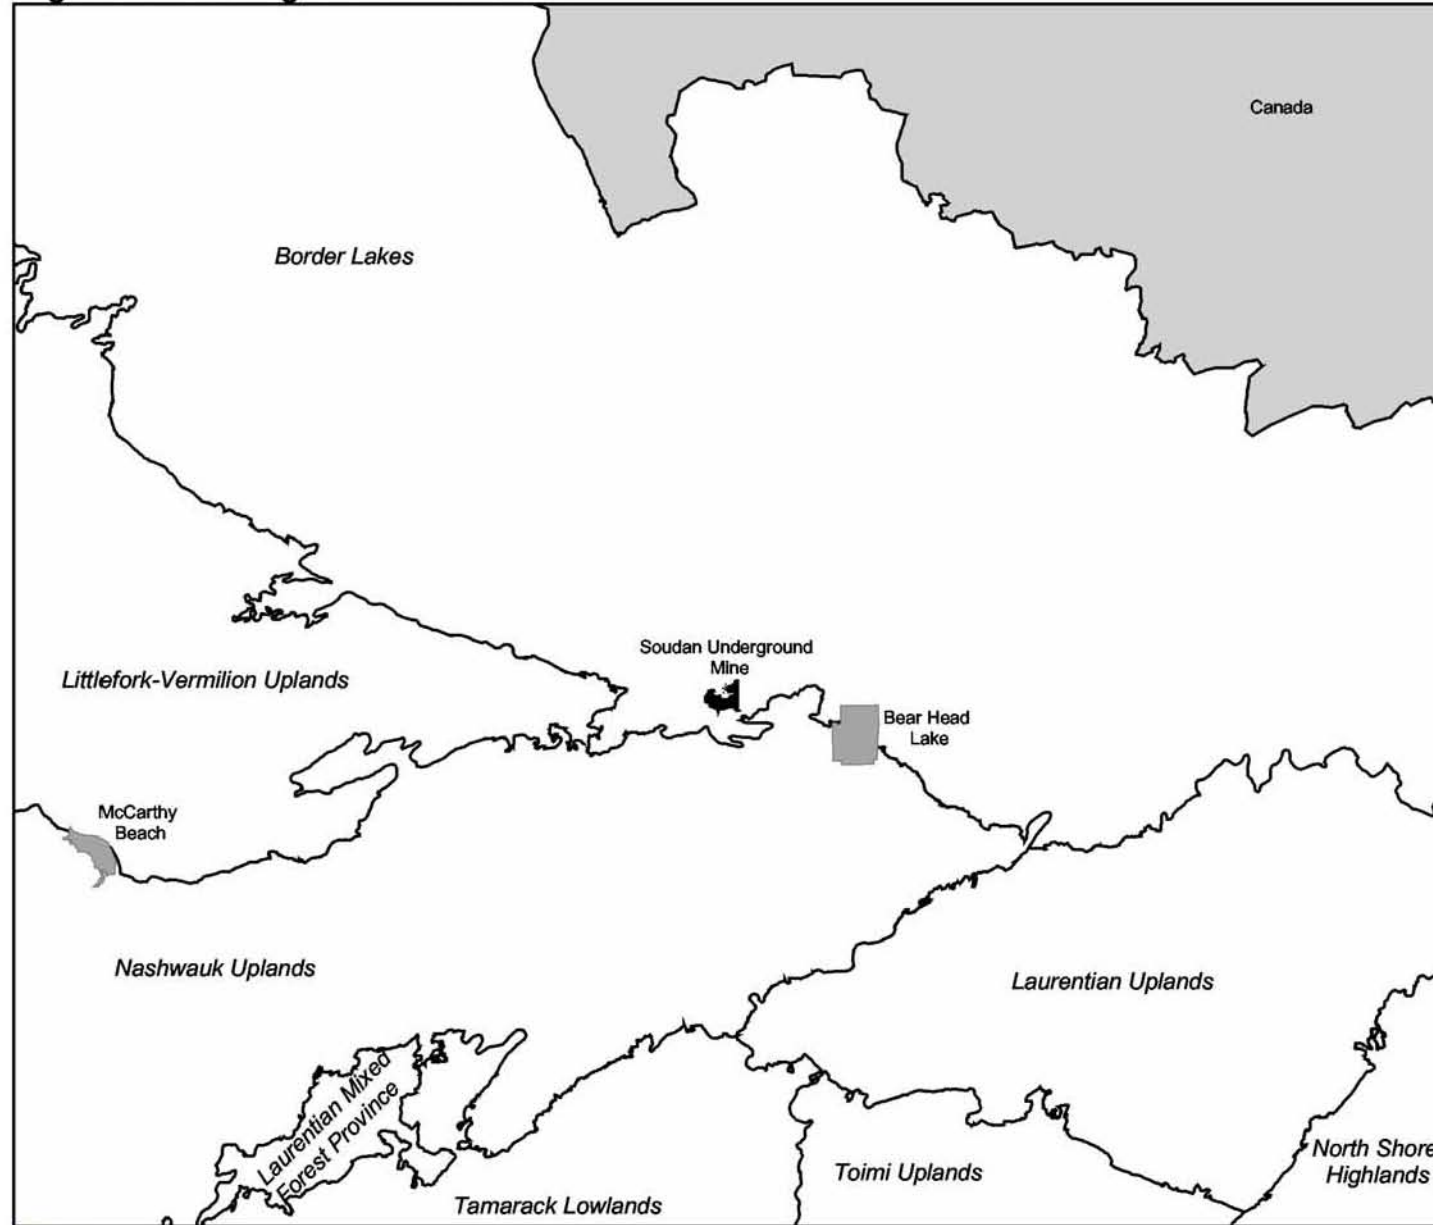 Canada
Border Lakes
Soudan Underground
Mine
Littlefork-Vermilion Uplands
Bear Head
Lake
McCarthy
Beach
Nashwauk Uplands
Laurentian Uplands
Laurentian Mixed
Forest Province
North Shore
Highlands
Toimi Uplands
Tamarack Lowlands